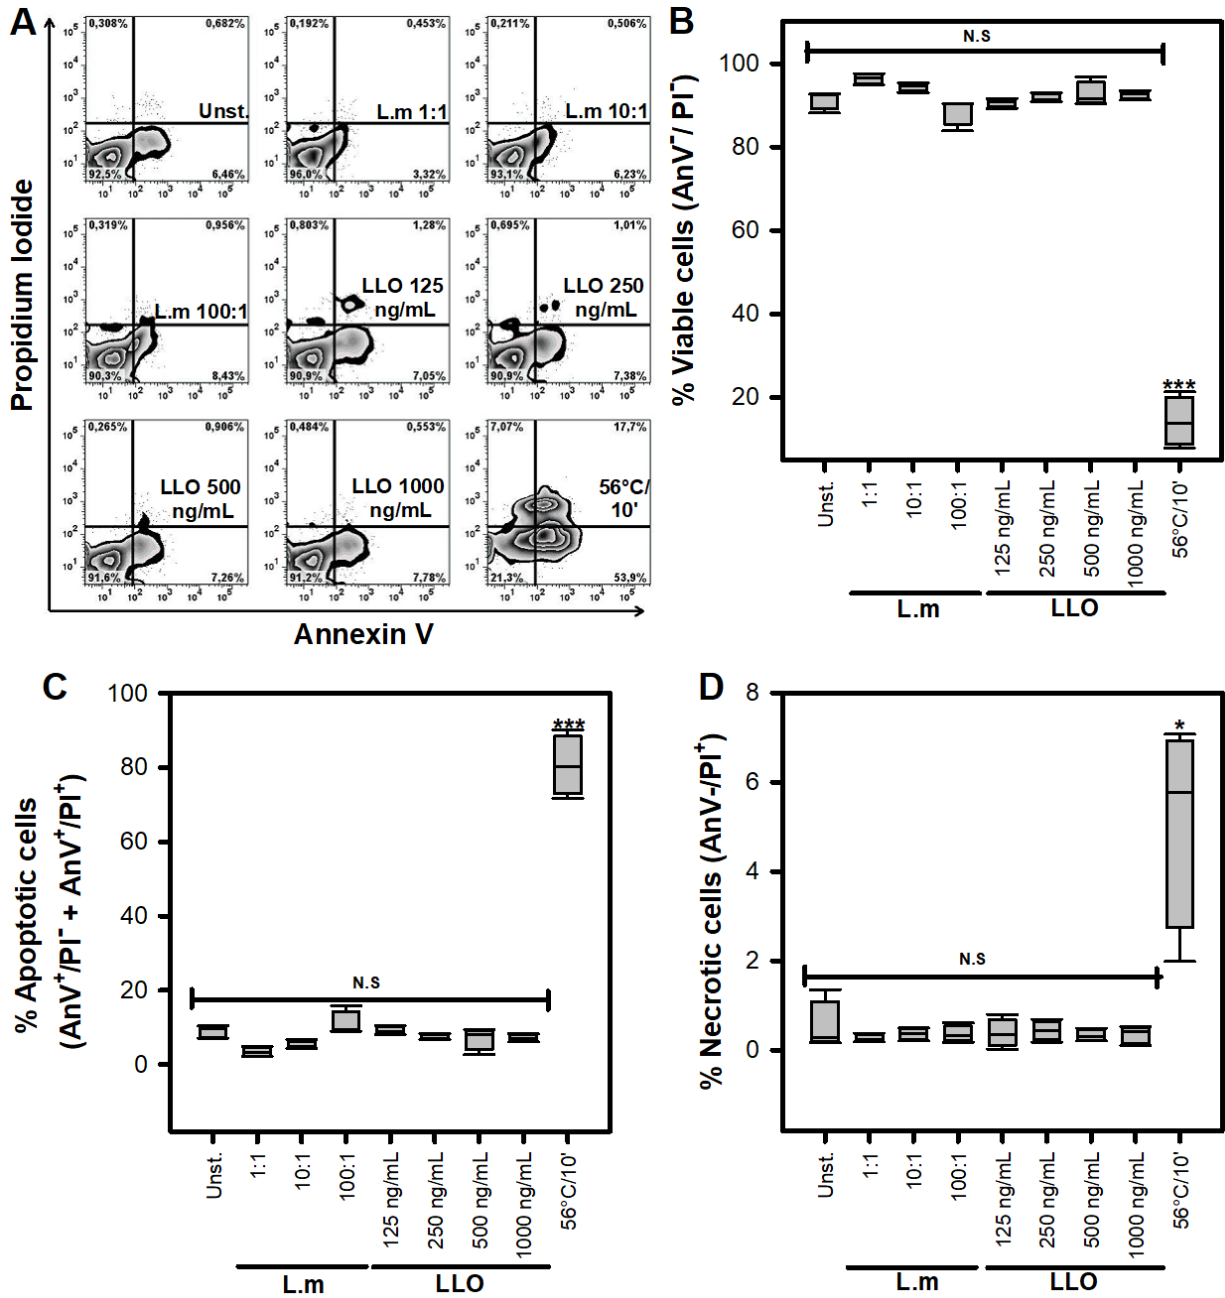 A
Propidium Iodide
0,308% 0,682%
Unst.
92,5% 6,46%
0,192% 0,453%
L.m 1:1
96,0% 3,32%
0,211% 0,506%
L.m 10:1
93,1% 6,23%
0,319% 0,956%
L.m 100:1
90,3% 8,43%
0,803% 1,28%
LLO 125
ng/mL
90,9% 7,05%
0,695% 1,01%
LLO 250
ng/mL
90,9% 7,38%
0,265% 0,906%
LLO 500
ng/mL
91,6% 7,26%
0,484% 0,553%
LLO 1000
ng/mL
91,2% 7,78%
7,07% 17,7%
56°C/
10'
21,3% 53,9%
10⁵
10⁴
10³
10²
10¹
10¹ 10² 10³ 10⁴ 10⁵
Annexin V
B
% Viable cells (AnV⁻/ PI⁻)
100
80
60
40
20
N.S
***
Unst. 1:1 10:1 100:1 125 ng/mL 250 ng/mL 500 ng/mL 1000 ng/mL 56°C/10'
L.m LLO
C
% Apoptotic cells
(AnV⁺/PI⁻ + AnV⁺/PI⁺)
100
80
60
40
20
0
N.S
***
Unst. 1:1 10:1 100:1 125 ng/mL 250 ng/mL 500 ng/mL 1000 ng/mL 56°C/10'
L.m LLO
D
% Necrotic cells (AnV-/PI⁺)
8
6
4
2
0
N.S
*
Unst. 1:1 10:1 100:1 125 ng/mL 250 ng/mL 500 ng/mL 1000 ng/mL 56°C/10'
L.m LLO